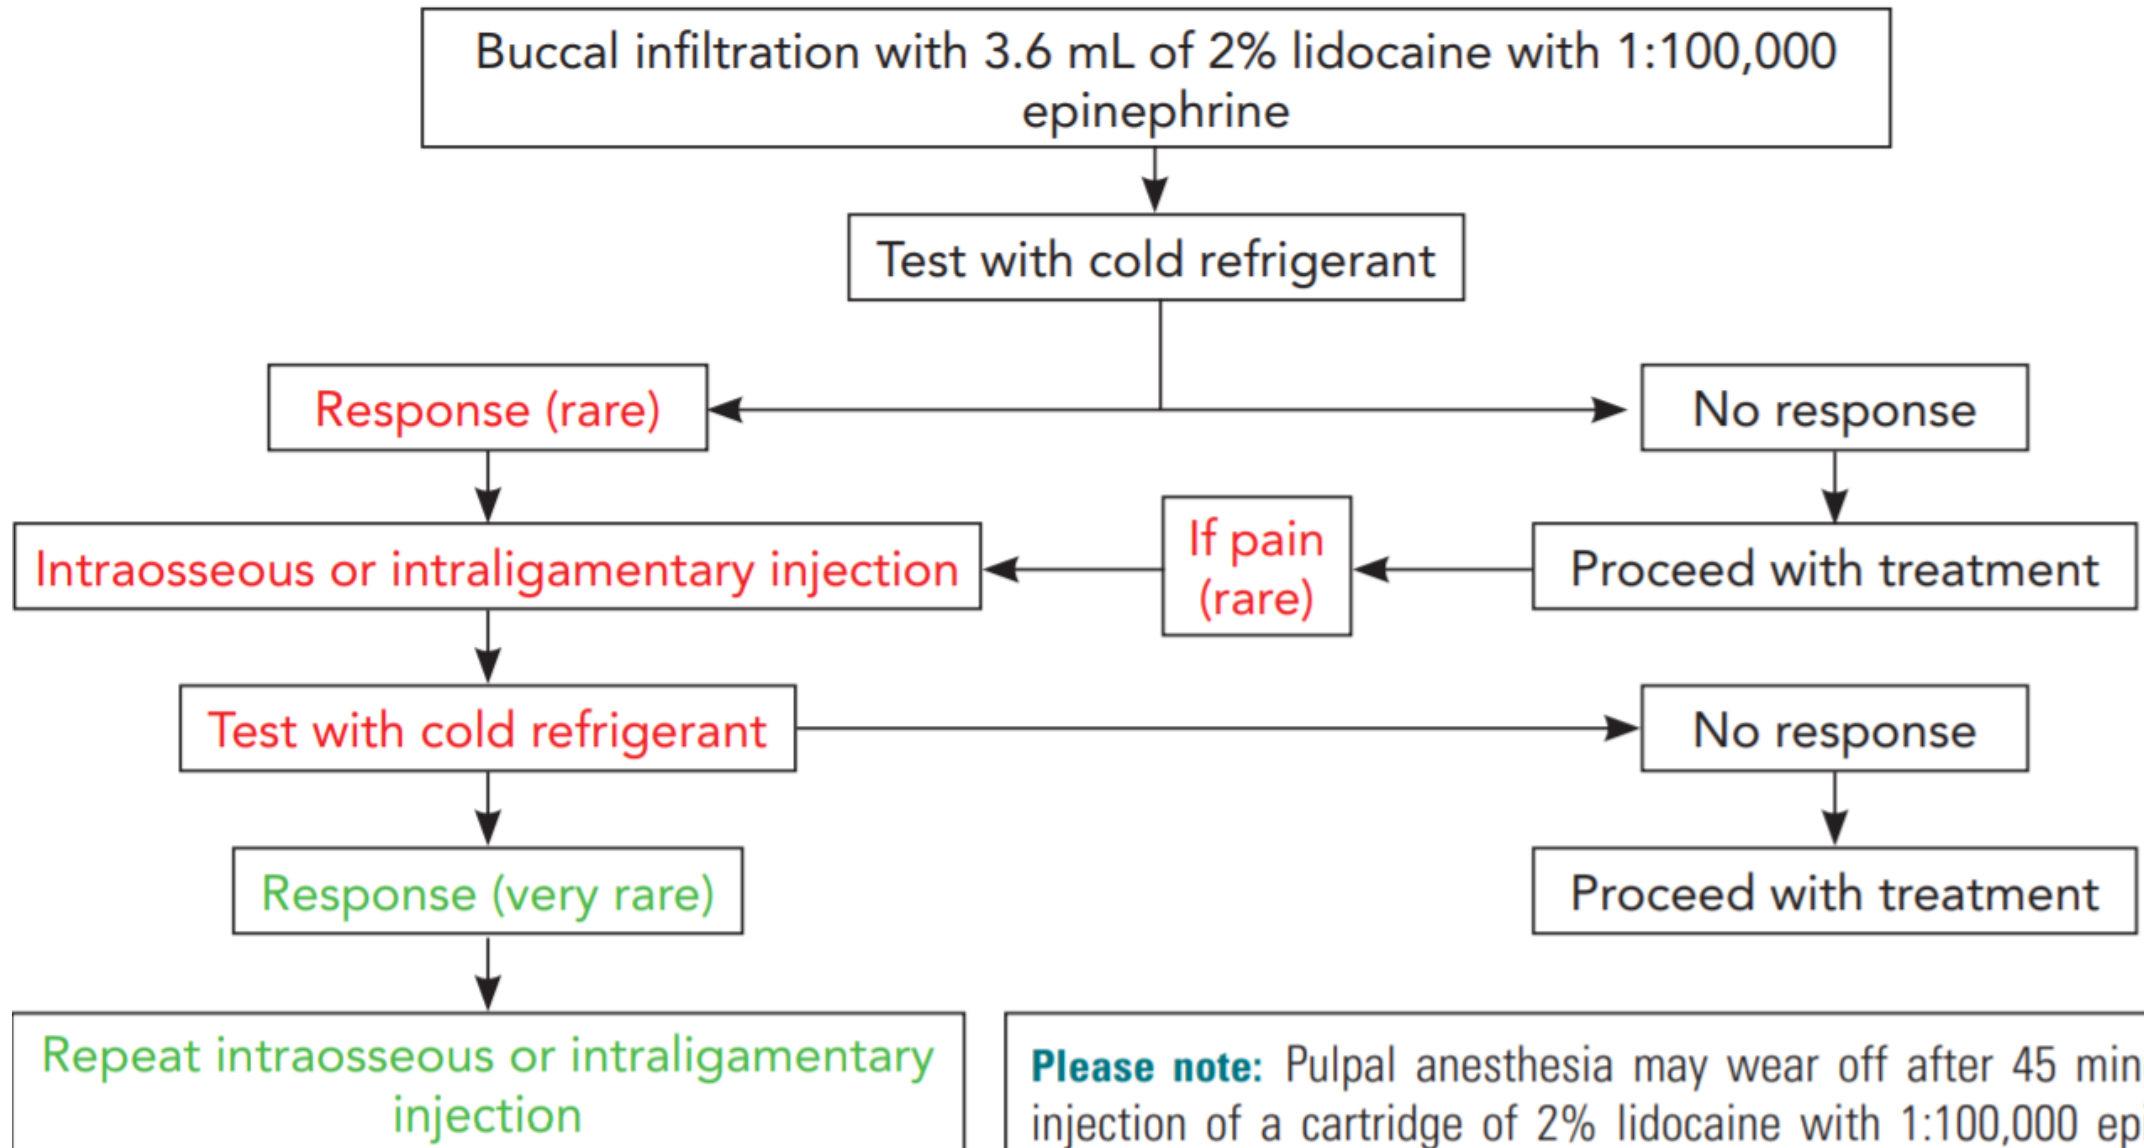 Buccal infiltration with 3.6 mL of 2% lidocaine with 1:100,000
epinephrine
Test with cold refrigerant
Response (rare)
No response
Intraosseous or intraligamentary injection
If pain
(rare)
Proceed with treatment
Test with cold refrigerant
No response
Response (very rare)
Proceed with treatment
Repeat intraosseous or intraligamentary
injection
Please note: Pulpal anesthesia may wear off after 45 min
injection of a cartridge of 2% lidocaine with 1:100,000 epi